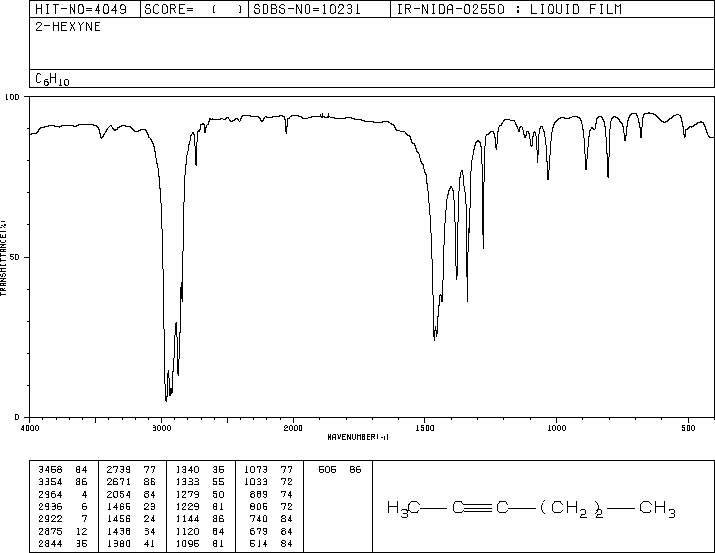 HIT-NO=4049 SCORE= ( ) SDBS-NO=10231 IR-NIDA-02550 : LIQUID FILM
2-HEXYNE
C6H10
100
TRANSMITTANCE(%)
50
0
4000 3000 2000 1500 1000 500
WAVENUMBER(-1)
3458 84 2739 77 1340 35 1073 77 505 86
3354 86 2671 86 1333 55 1033 72
2964 4 2054 84 1279 50 889 74
2936 6 1466 23 1229 81 805 72
2922 7 1456 24 1144 86 740 84
2875 12 1438 34 1120 84 679 84
2844 35 1380 41 1095 81 514 84
H3C—C≡C—(CH2)2—CH3